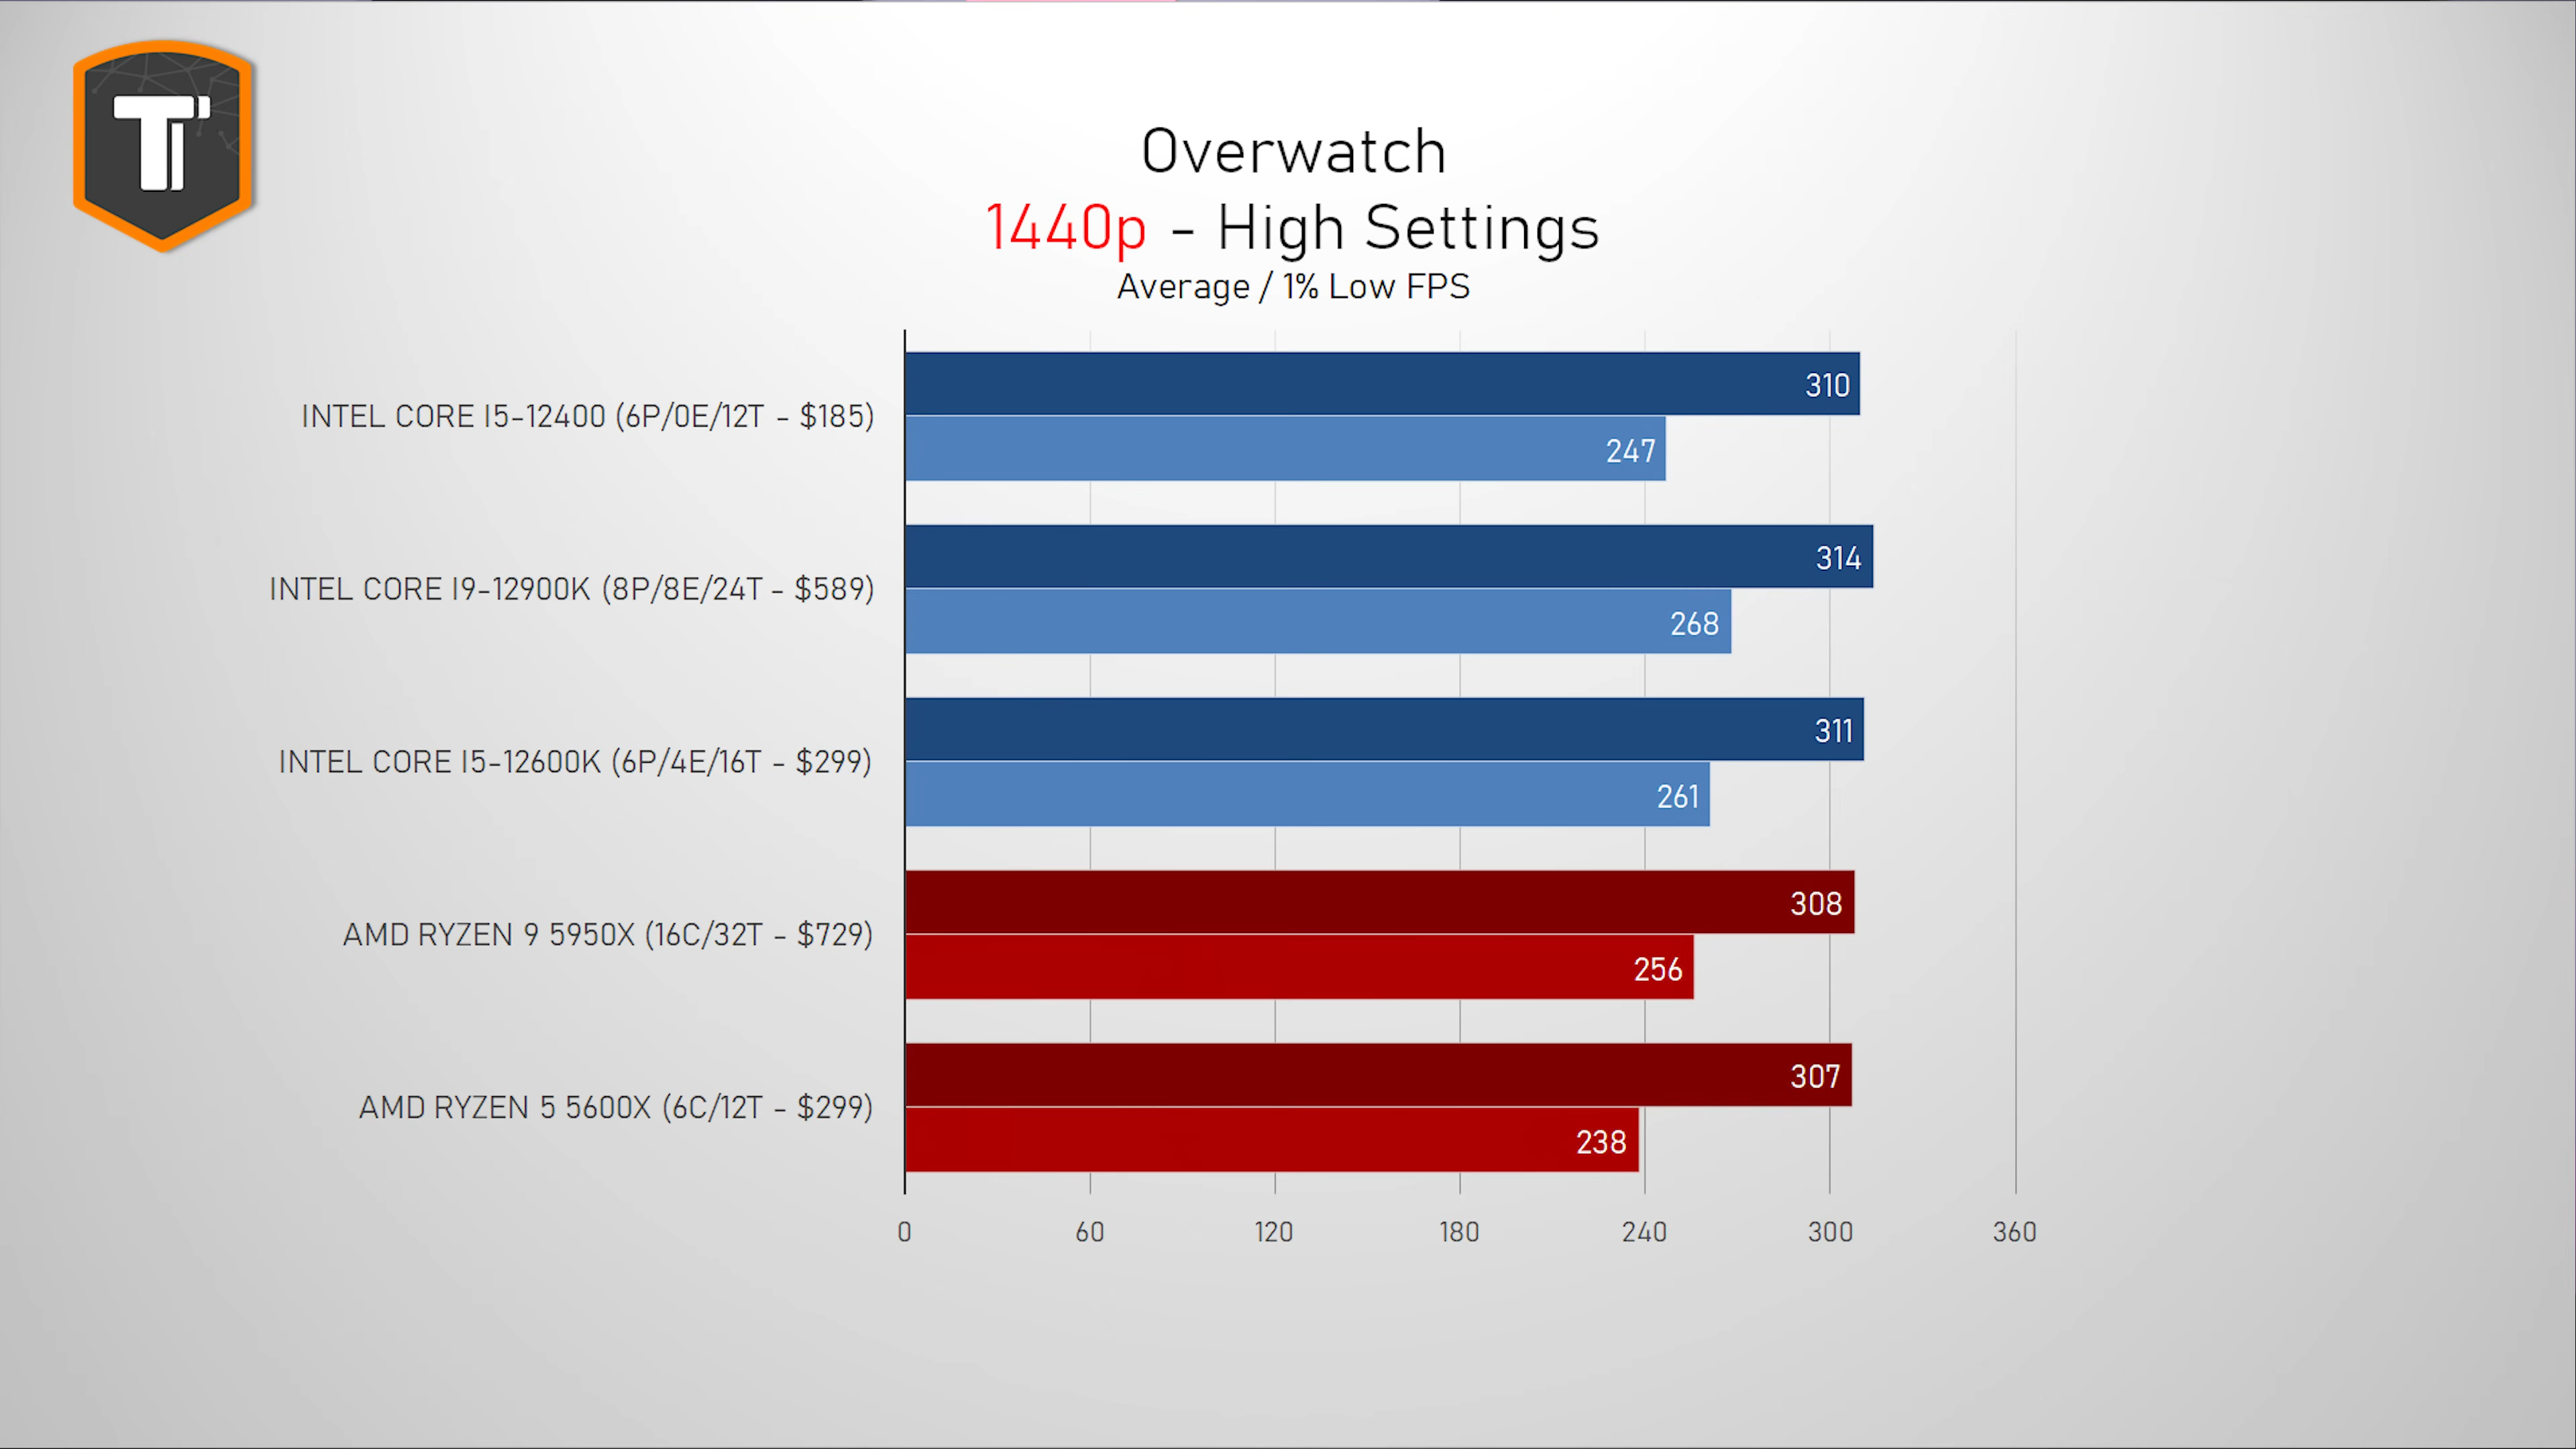 T
Overwatch
1440p - High Settings
Average / 1% Low FPS
INTEL CORE I5-12400 (6P/0E/12T - $185)
310
247
INTEL CORE I9-12900K (8P/8E/24T - $589)
314
268
INTEL CORE I5-12600K (6P/4E/16T - $299)
311
261
AMD RYZEN 9 5950X (16C/32T - $729)
308
256
AMD RYZEN 5 5600X (6C/12T - $299)
307
238
0 60 120 180 240 300 360